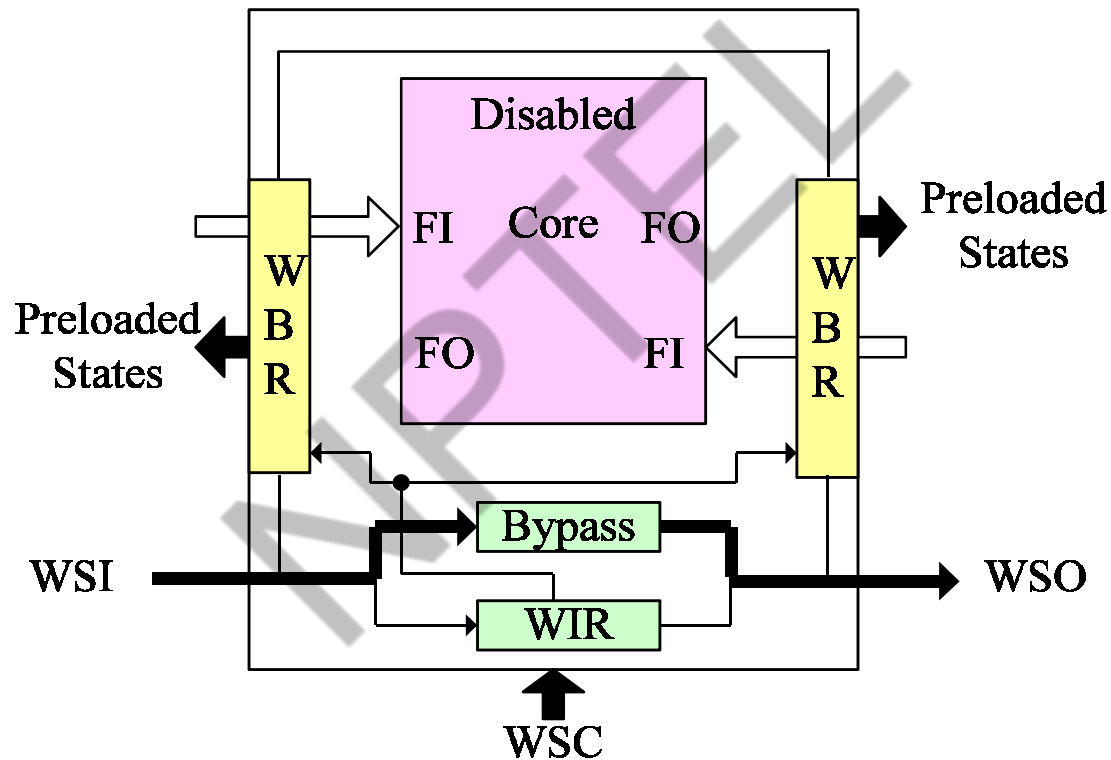 Disabled
Core
FI
FO
FO
FI
W
B
R
W
B
R
Preloaded
States
Preloaded
States
Bypass
WIR
WSI
WSO
WSC
NPTEL